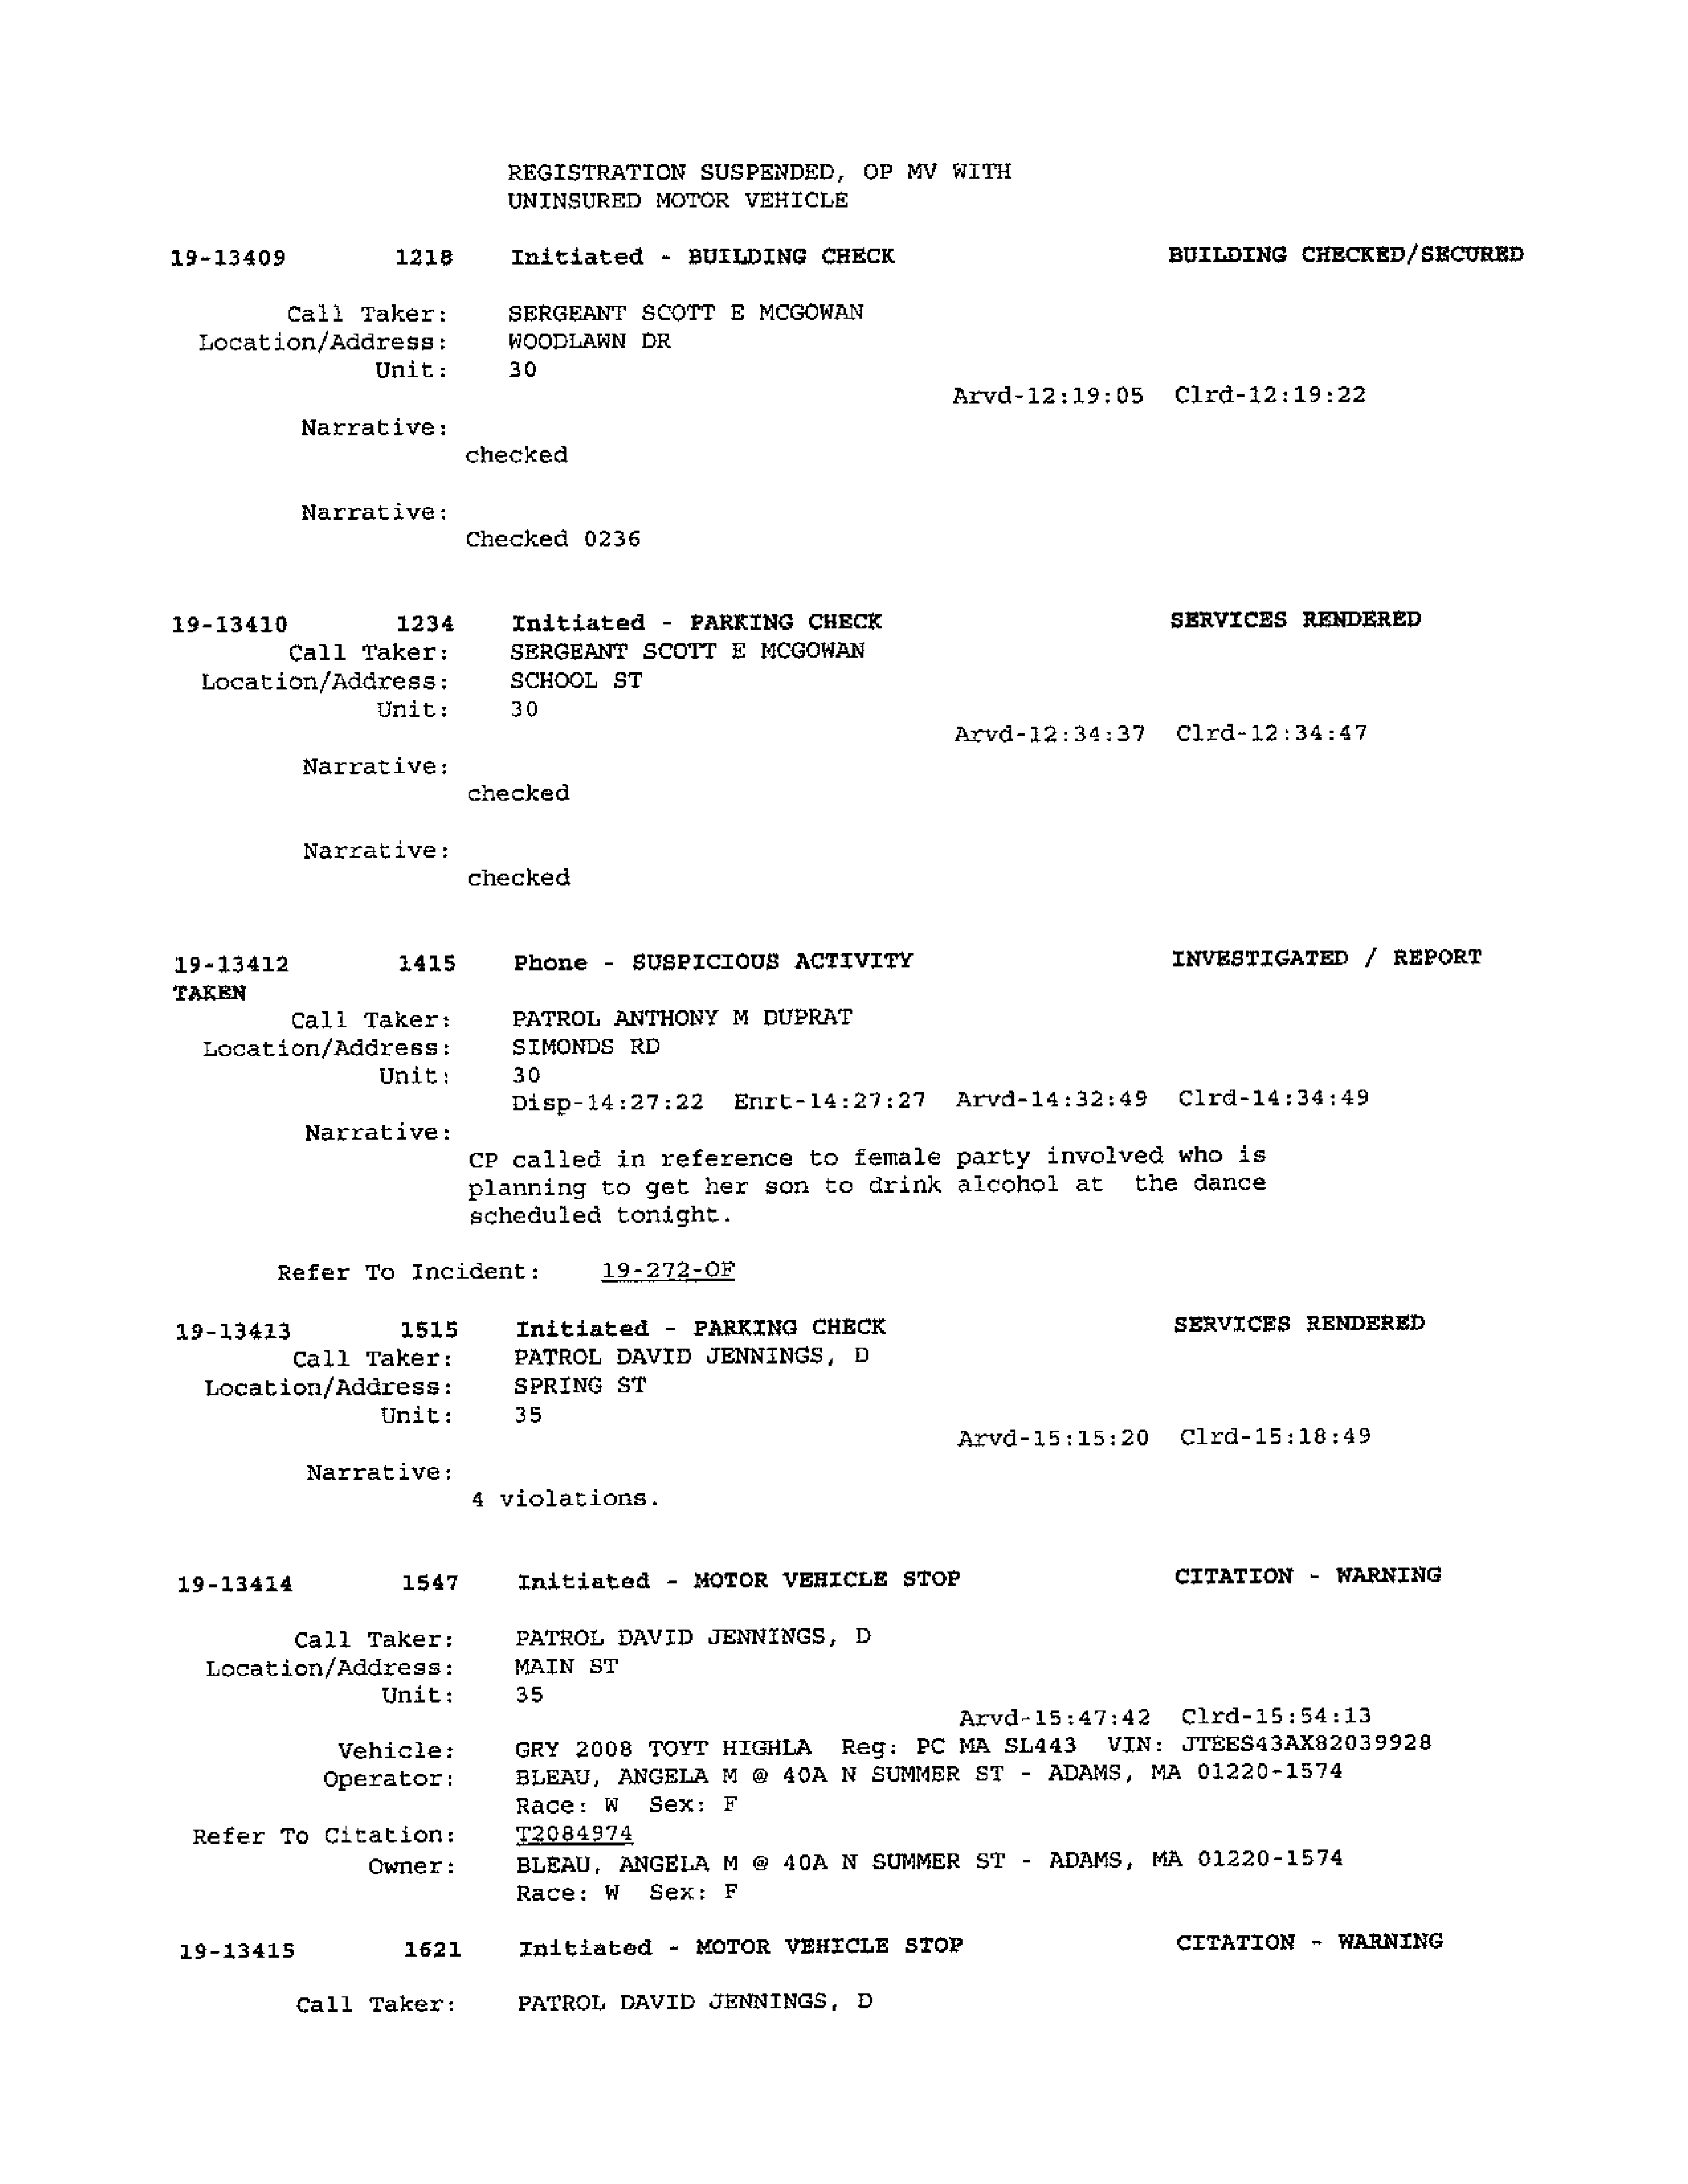 REGISTRATION SUSPENDED, OP MV WITH
UNINSURED MOTOR VEHICLE
19-13409 1218 Initiated - BUILDING CHECK BUILDING CHECKED/SECURED
Call Taker: SERGEANT SCOTT E MCGOWAN
Location/Address: WOODLAWN DR
Unit: 30
Arvd-12:19:05 Clrd-12:19:22
Narrative:
checked
Narrative:
Checked 0236
19-13410 1234 Initiated - PARKING CHECK SERVICES RENDERED
Call Taker: SERGEANT SCOTT E MCGOWAN
Location/Address: SCHOOL ST
Unit: 30
Arvd-12:34:37 Clrd-12:34:47
Narrative:
checked
Narrative:
checked
19-13412 1415 Phone - SUSPICIOUS ACTIVITY INVESTIGATED / REPORT
TAKEN
Call Taker: PATROL ANTHONY M DUPRAT
Location/Address: SIMONDS RD
Unit: 30
Disp-14:27:22 Enrt-14:27:27 Arvd-14:32:49 Clrd-14:34:49
Narrative:
CP called in reference to female party involved who is
planning to get her son to drink alcohol at the dance
scheduled tonight.
Refer To Incident: 19-272-OF
19-13413 1515 Initiated - PARKING CHECK SERVICES RENDERED
Call Taker: PATROL DAVID JENNINGS, D
Location/Address: SPRING ST
Unit: 35
Arvd-15:15:20 Clrd-15:18:49
Narrative:
4 violations.
19-13414 1547 Initiated - MOTOR VEHICLE STOP CITATION - WARNING
Call Taker: PATROL DAVID JENNINGS, D
Location/Address: MAIN ST
Unit: 35
Arvd-15:47:42 Clrd-15:54:13
Vehicle: GRY 2008 TOYT HIGHLA Reg: PC MA SL443 VIN: JTEES43AX82039928
Operator: BLEAU, ANGELA M @ 40A N SUMMER ST - ADAMS, MA 01220-1574
Race: W Sex: F
Refer To Citation: T2084974
Owner: BLEAU, ANGELA M @ 40A N SUMMER ST - ADAMS, MA 01220-1574
Race: W Sex: F
19-13415 1621 Initiated - MOTOR VEHICLE STOP CITATION - WARNING
Call Taker: PATROL DAVID JENNINGS, D